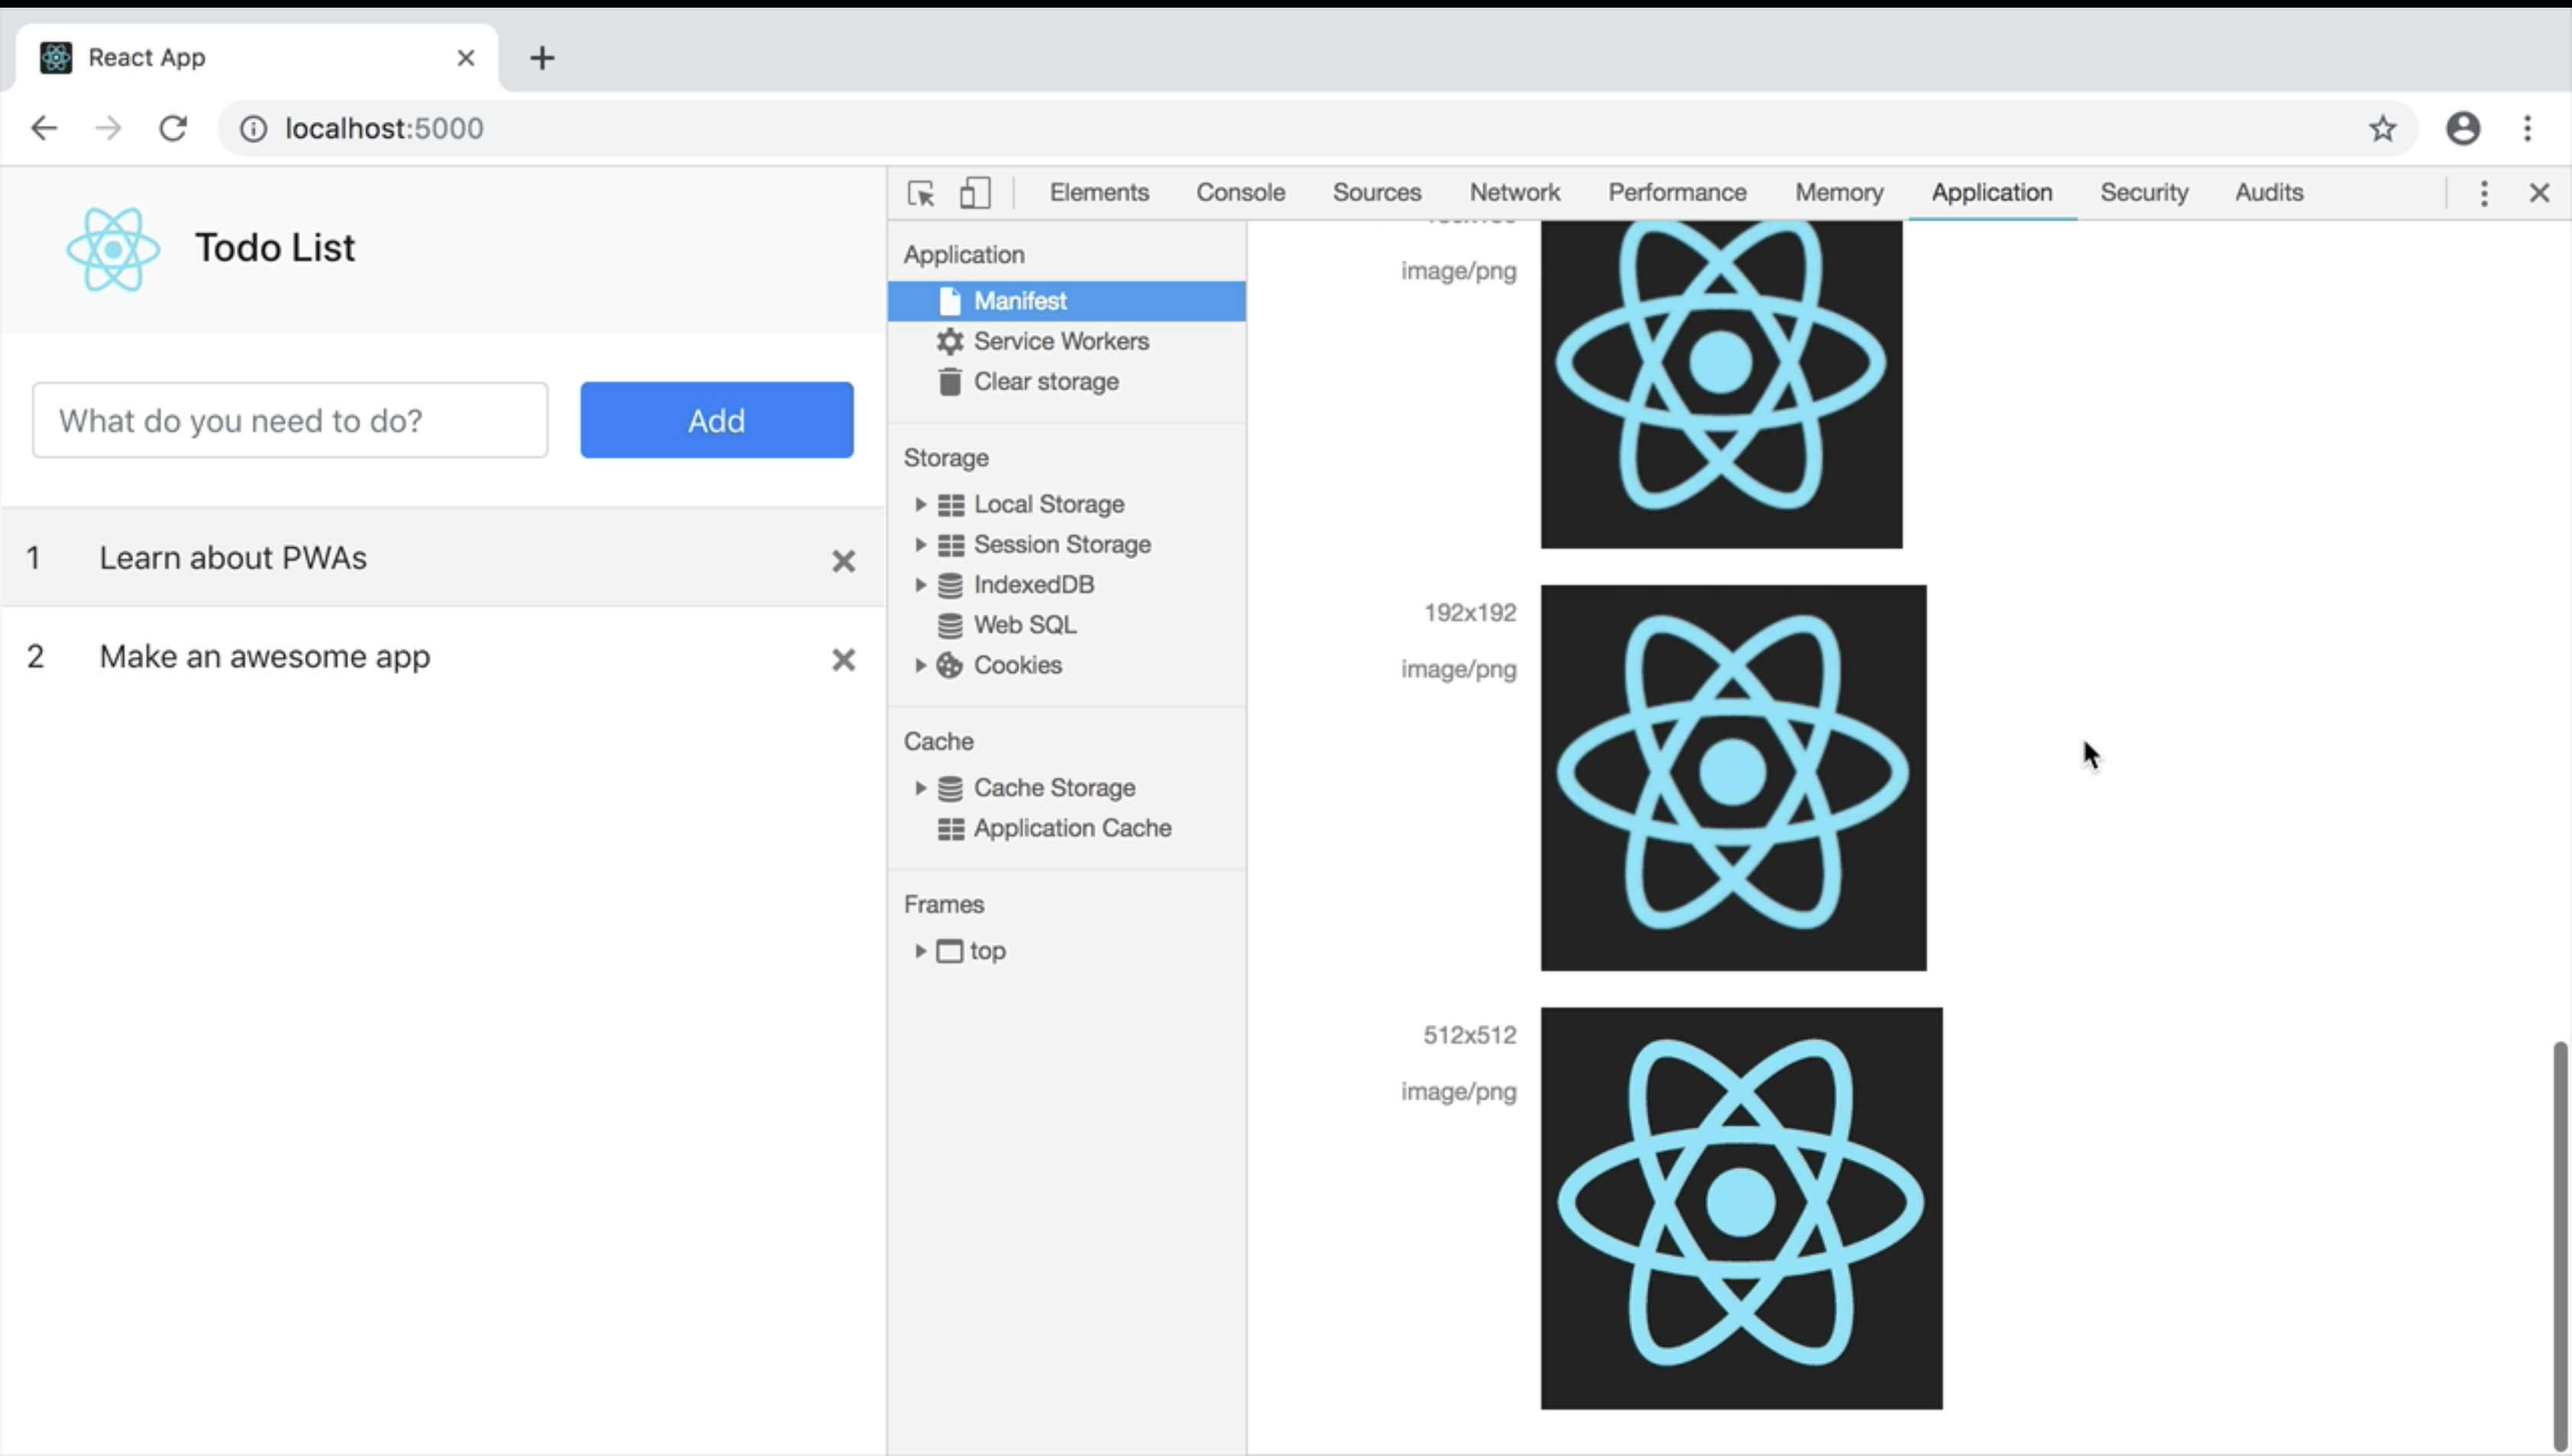 React App
localhost:5000
Todo List
What do you need to do?
Add
1 Learn about PWAs
2 Make an awesome app
Elements Console Sources Network Performance Memory Application Security Audits
Application
Manifest
Service Workers
Clear storage
Storage
Local Storage
Session Storage
IndexedDB
Web SQL
Cookies
Cache
Cache Storage
Application Cache
Frames
top
image/png
192x192
image/png
512x512
image/png